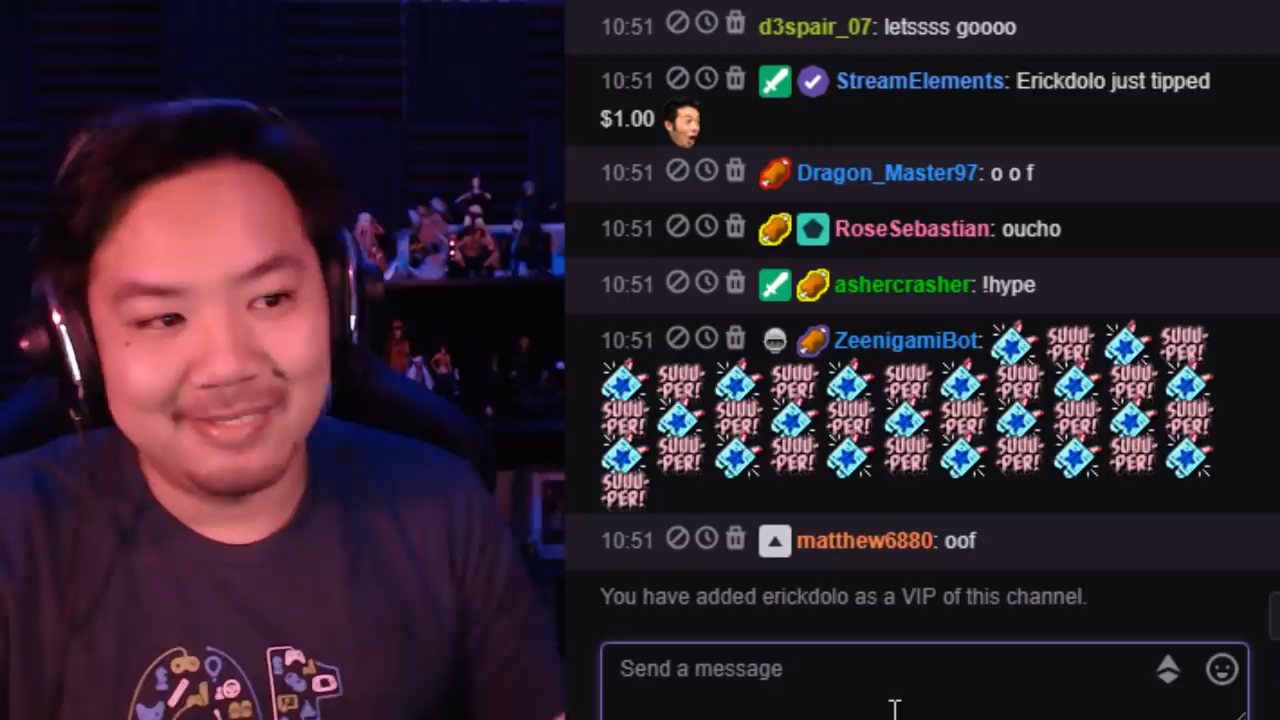 10:51 d3spair_07: letssss goooo
10:51 StreamElements: Erickdolo just tipped
$1.00
10:51 Dragon_Master97: o o f
10:51 RoseSebastian: oucho
10:51 ashercrasher: !hype
10:51 ZeenigamiBot: SUUU-PER! SUUU-PER!
SUUU-PER! SUUU-PER! SUUU-PER! SUUU-PER! SUUU-PER!
SUUU-PER! SUUU-PER! SUUU-PER! SUUU-PER! SUUU-PER! SUUU-PER!
SUUU-PER! SUUU-PER! SUUU-PER! SUUU-PER! SUUU-PER!
SUUU-PER!
10:51 matthew6880: oof
You have added erickdolo as a VIP of this channel.
Send a message